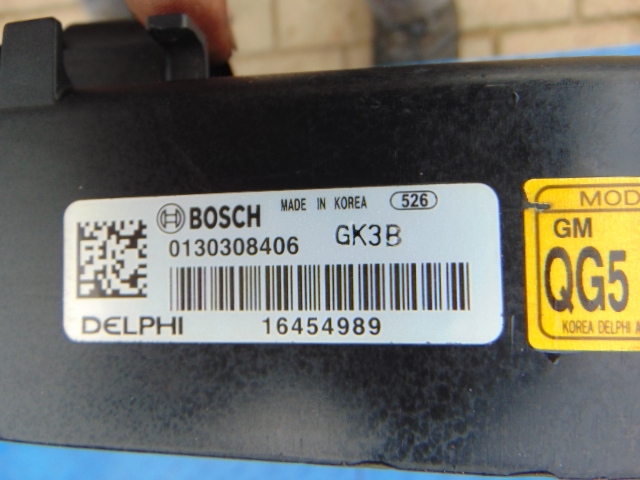 BOSCH MADE IN KOREA 526
0130308406 GK3B
DELPHI 16454989
MOD
GM
QG5
KOREA DELPHI A